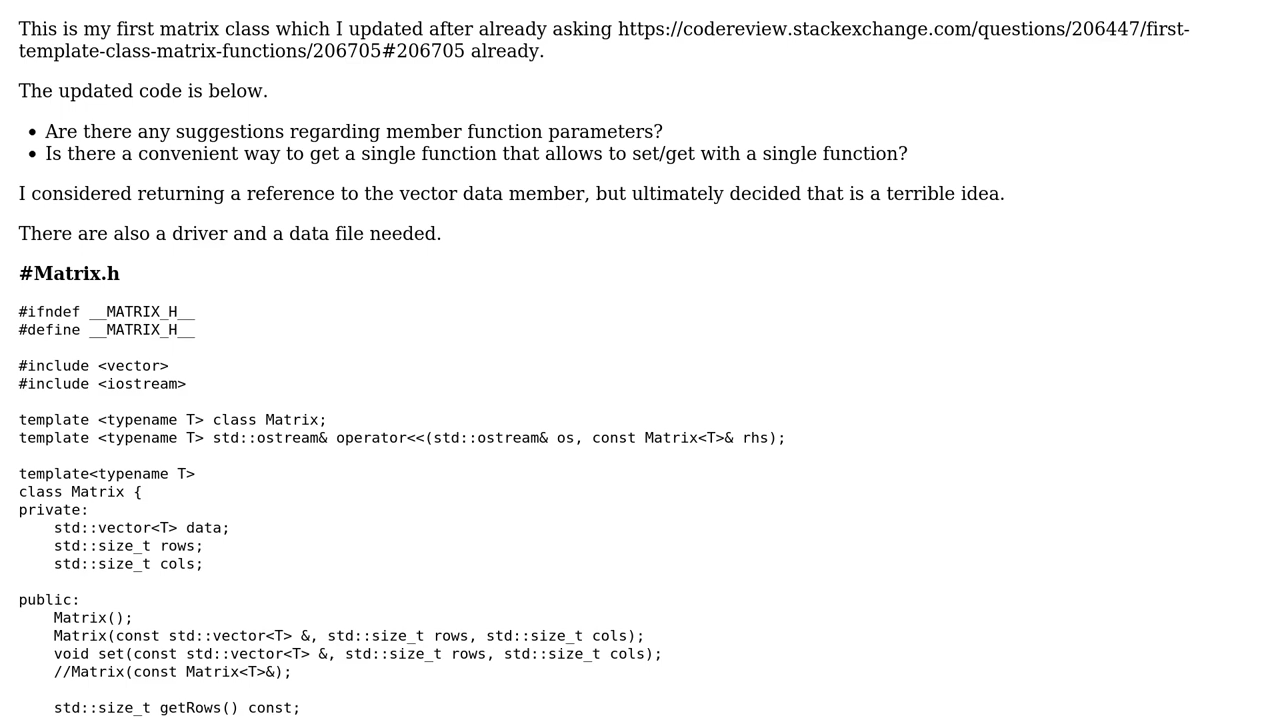 This is my first matrix class which I updated after already asking https://codereview.stackexchange.com/questions/206447/first-
template-class-matrix-functions/206705#206705 already.
The updated code is below.
• Are there any suggestions regarding member function parameters?
• Is there a convenient way to get a single function that allows to set/get with a single function?
I considered returning a reference to the vector data member, but ultimately decided that is a terrible idea.
There are also a driver and a data file needed.
#Matrix.h
#ifndef __MATRIX_H__
#define __MATRIX_H__
#include <vector>
#include <iostream>
template <typename T> class Matrix;
template <typename T> std::ostream& operator<<(std::ostream& os, const Matrix<T>& rhs);
template<typename T>
class Matrix {
private:
    std::vector<T> data;
    std::size_t rows;
    std::size_t cols;
public:
    Matrix();
    Matrix(const std::vector<T> &, std::size_t rows, std::size_t cols);
    void set(const std::vector<T> &, std::size_t rows, std::size_t cols);
    //Matrix(const Matrix<T>&);
    std::size_t getRows() const;